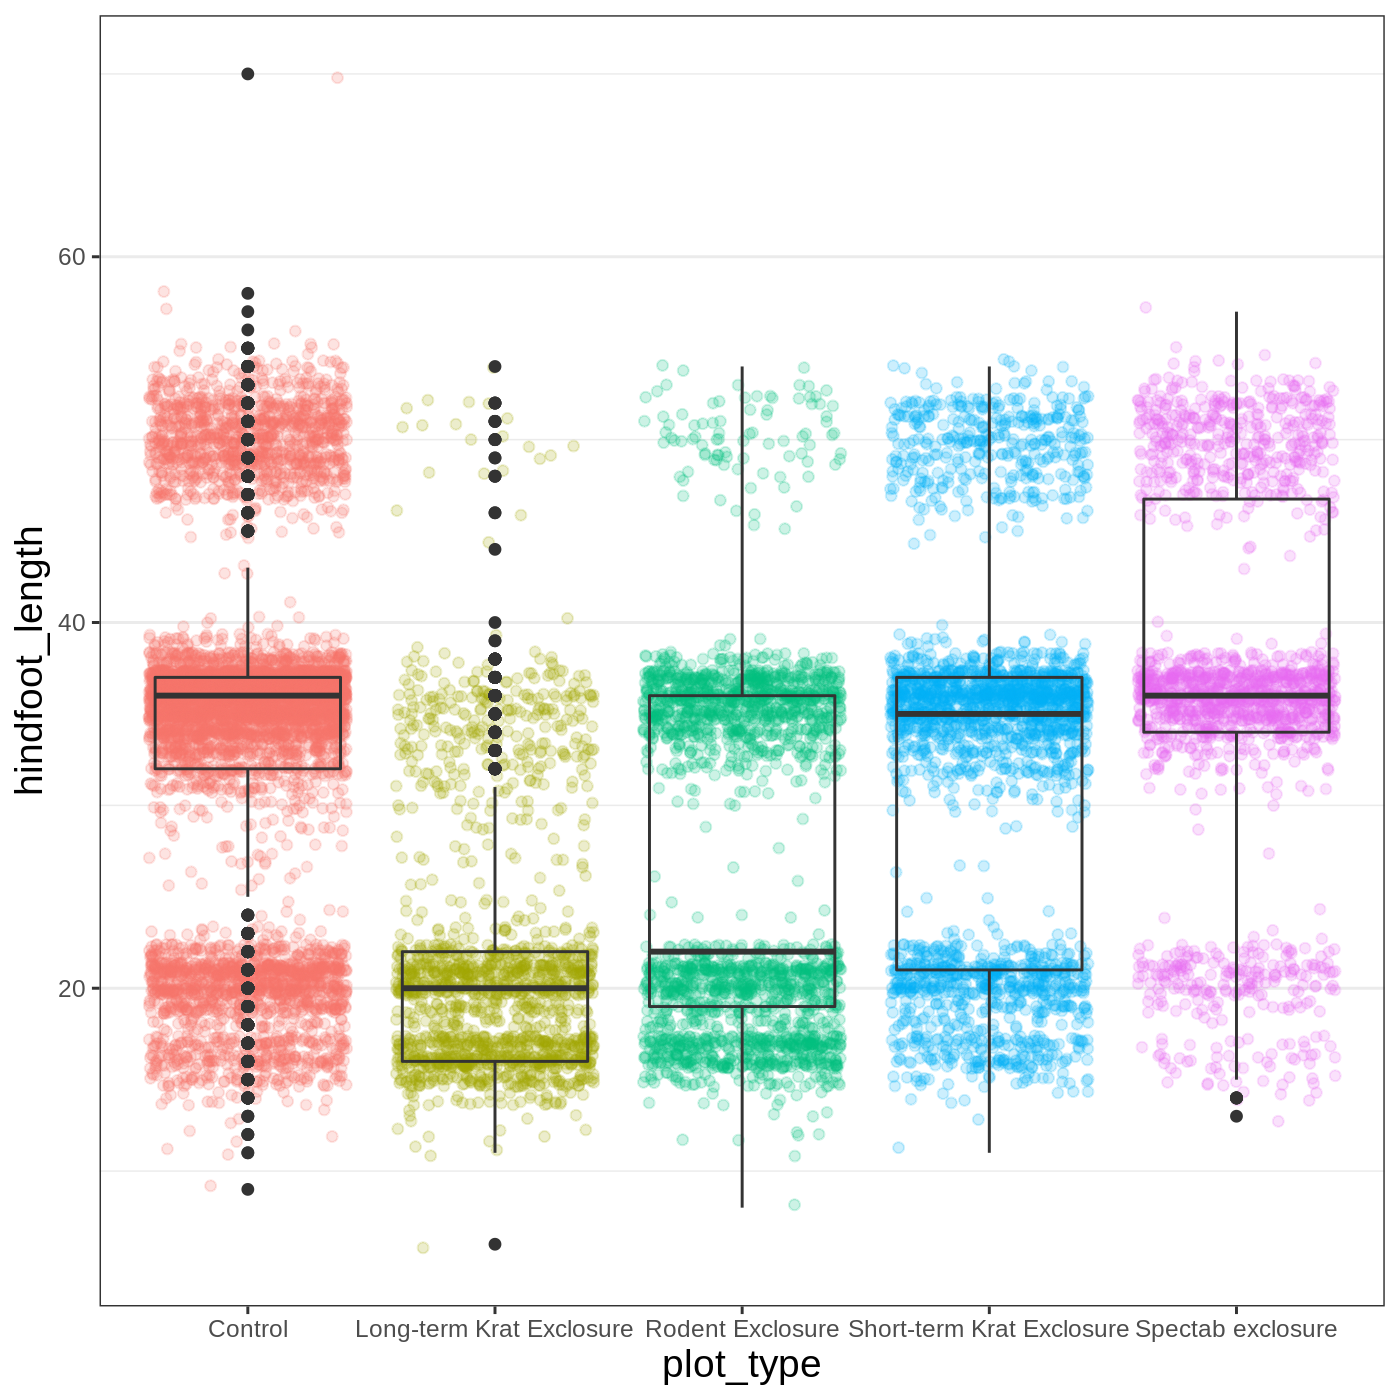 hindfoot_length
60
40
20
Control
Long-term Krat Exclosure
Rodent Exclosure
Short-term Krat Exclosure
Spectab exclosure
plot_type